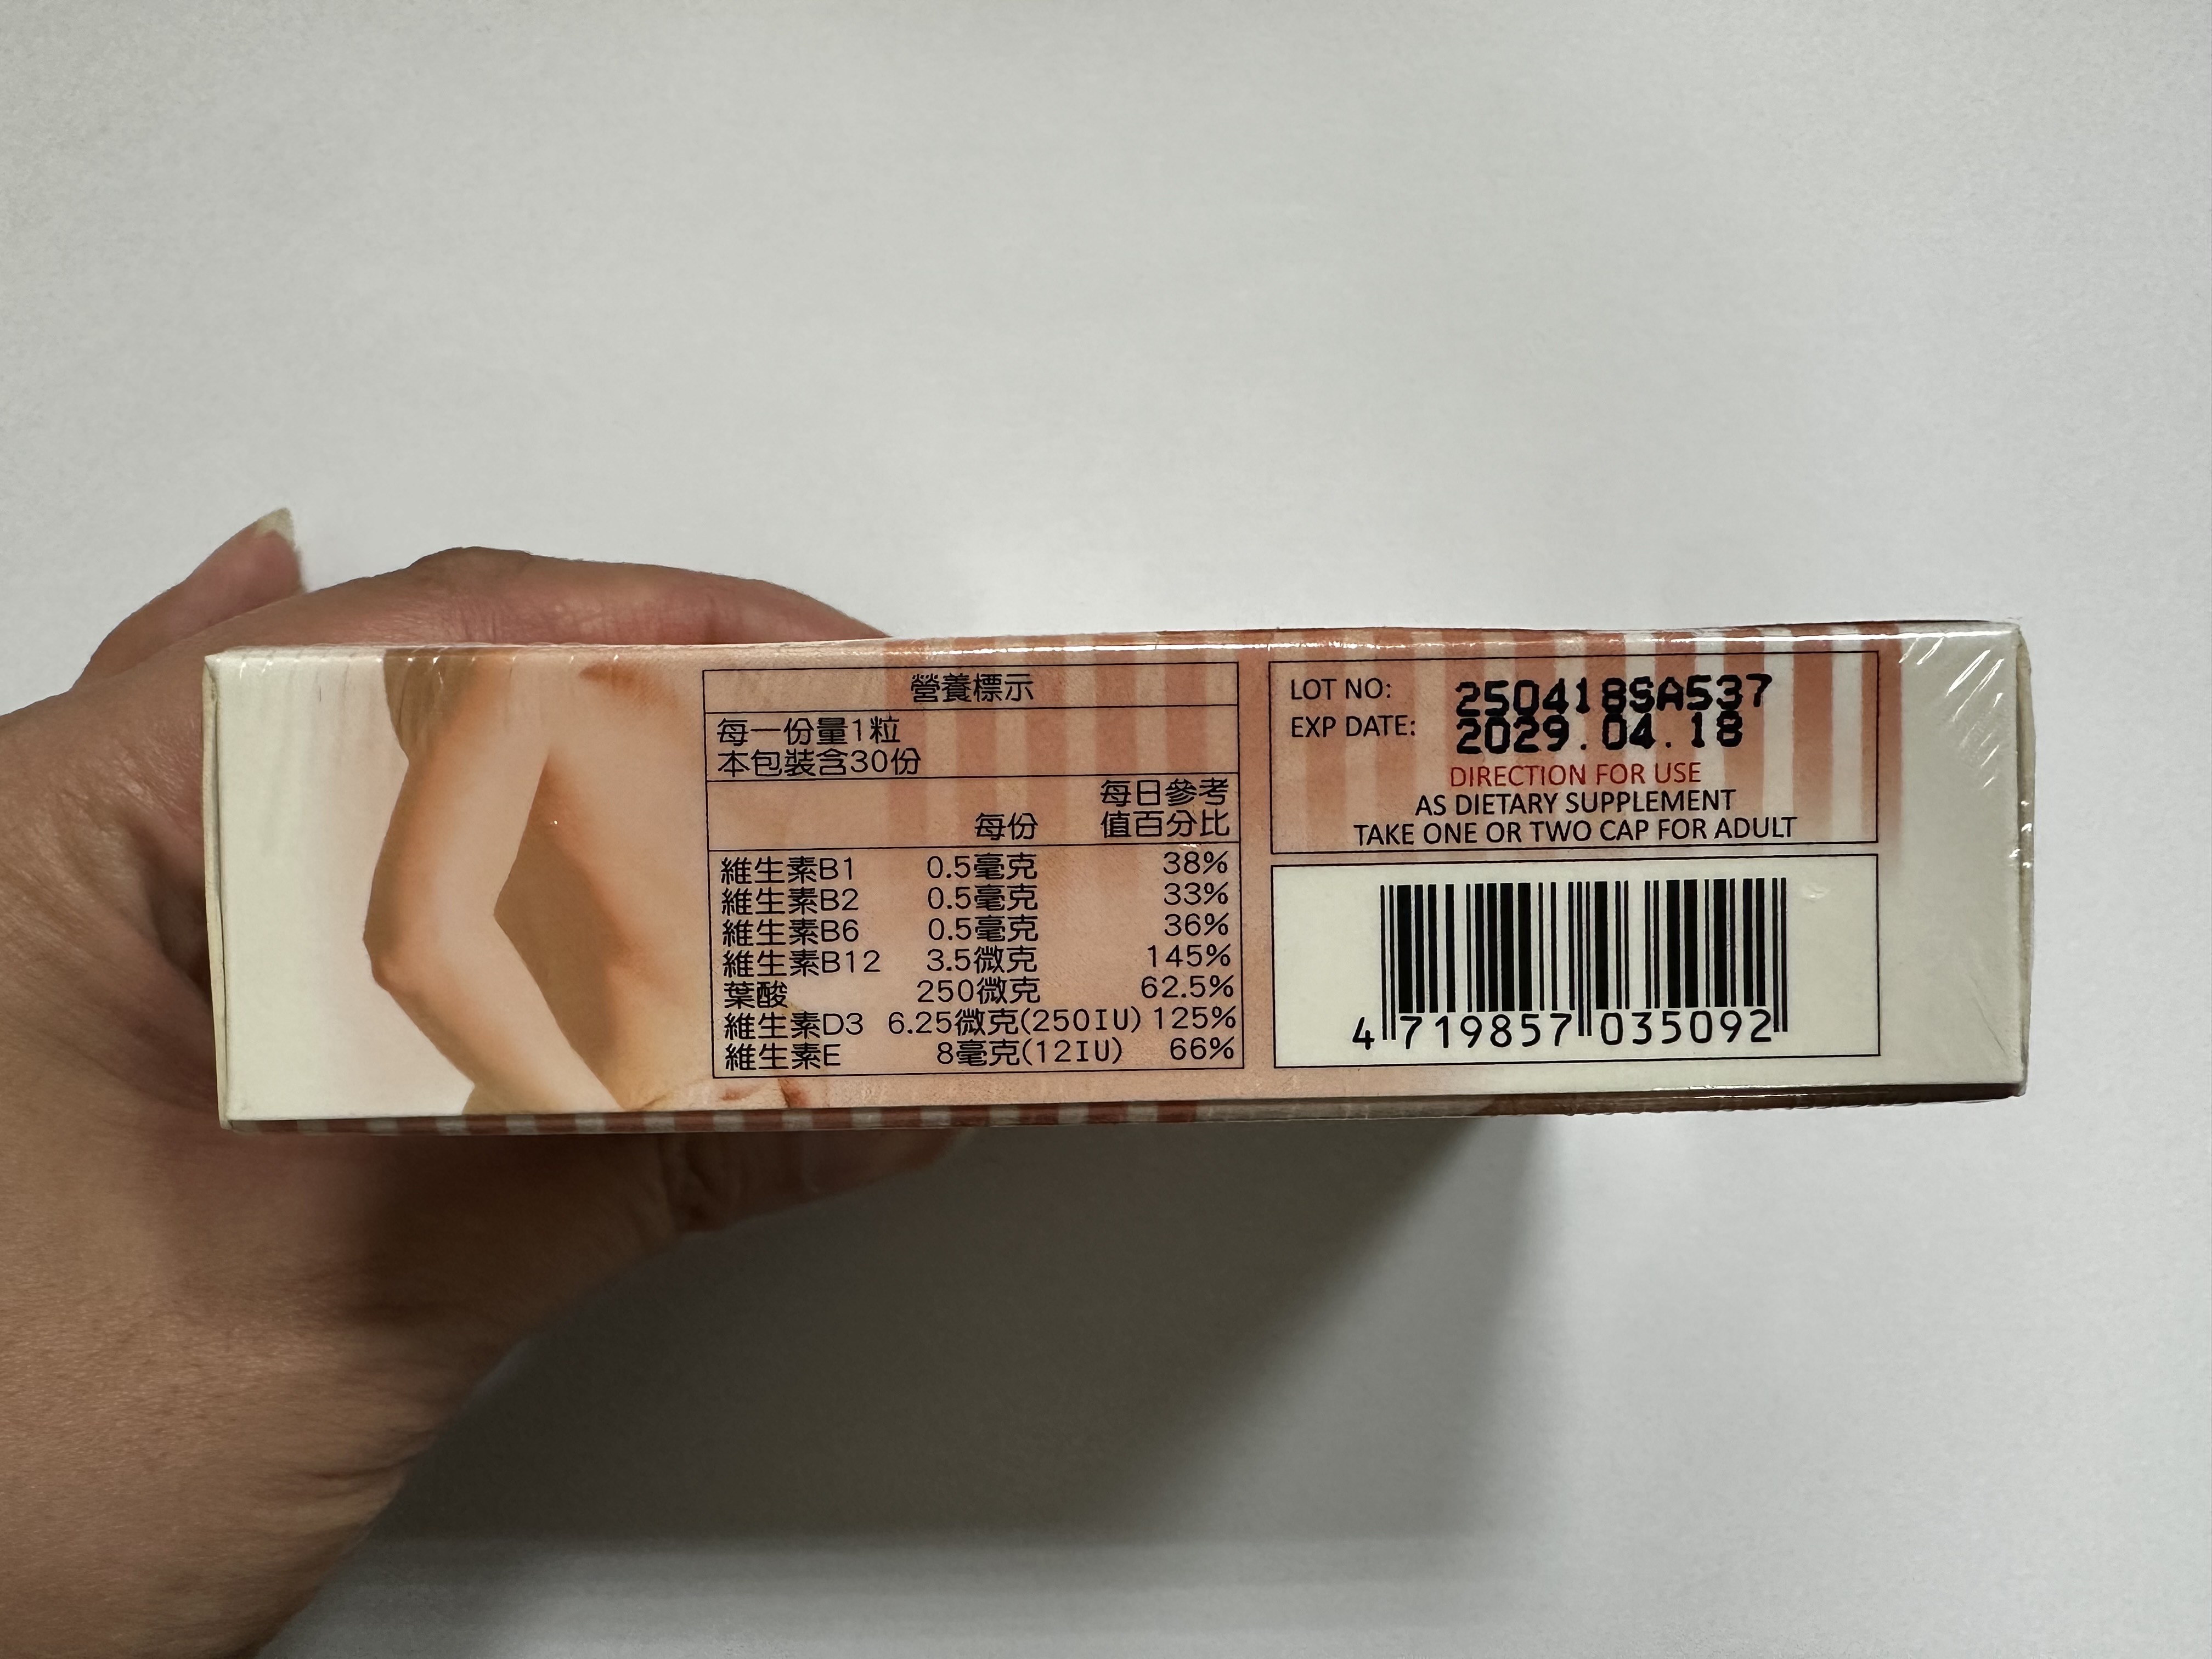 營養標示
每一份量1粒
本包裝含30份
每份 每日參考值百分比
維生素B1 0.5毫克 38%
維生素B2 0.5毫克 33%
維生素B6 0.5毫克 36%
維生素B12 3.5微克 145%
葉酸 250微克 62.5%
維生素D3 6.25微克(250IU) 125%
維生素E 8毫克(12IU) 66%
LOT NO: 250418SA537
EXP DATE: 2029.04.18
DIRECTION FOR USE
AS DIETARY SUPPLEMENT
TAKE ONE OR TWO CAP FOR ADULT
4 719857 035092